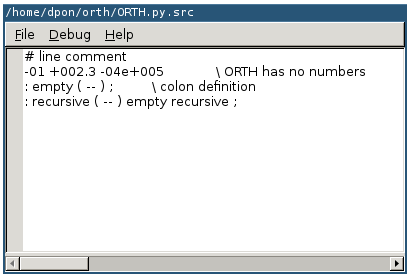 /home/dpon/orth/ORTH.py.src
File Debug Help
# line comment
-01 +002.3 -04e+005 \ ORTH has no numbers
: empty ( -- ) ; \ colon definition
: recursive ( -- ) empty recursive ;